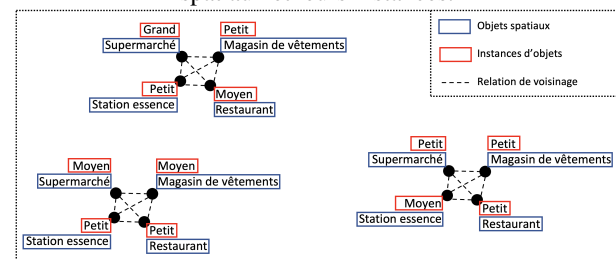 Grand
Supermarché
Petit
Magasin de vêtements
Petit
Station essence
Moyen
Restaurant
Objets spatiaux
Instances d'objets
Relation de voisinage
Moyen
Supermarché
Moyen
Magasin de vêtements
Petit
Station essence
Petit
Restaurant
Petit
Supermarché
Petit
Magasin de vêtements
Moyen
Station essence
Petit
Restaurant